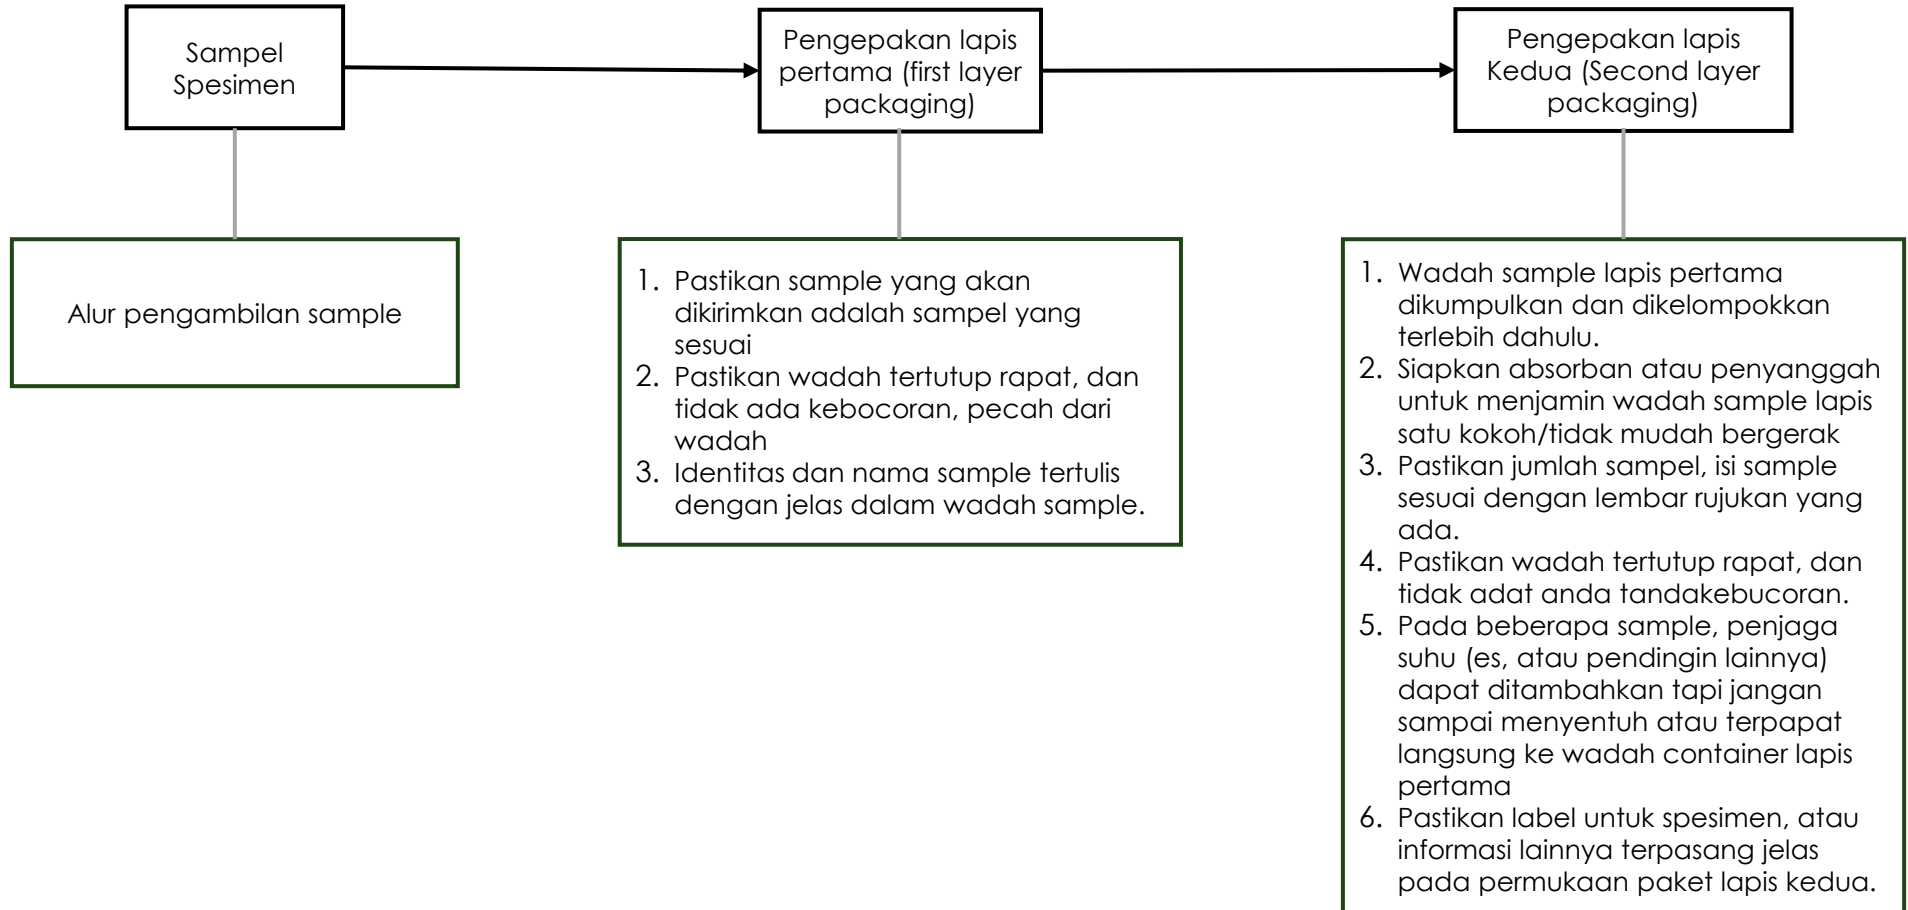 Sampel
Spesimen
Pengepakan lapis
pertama (first layer
packaging)
Pengepakan lapis
Kedua (Second layer
packaging)
Alur pengambilan sample
1. Pastikan sample yang akan
dikirimkan adalah sampel yang
sesuai
2. Pastikan wadah tertutup rapat, dan
tidak ada kebocoran, pecah dari
wadah
3. Identitas dan nama sample tertulis
dengan jelas dalam wadah sample.
1. Wadah sample lapis pertama
dikumpulkan dan dikelompokkan
terlebih dahulu.
2. Siapkan absorban atau penyanggah
untuk menjamin wadah sample lapis
satu kokoh/tidak mudah bergerak
3. Pastikan jumlah sampel, isi sample
sesuai dengan lembar rujukan yang
ada.
4. Pastikan wadah tertutup rapat, dan
tidak adat anda tandakebucoran.
5. Pada beberapa sample, penjaga
suhu (es, atau pendingin lainnya)
dapat ditambahkan tapi jangan
sampai menyentuh atau terpapat
langsung ke wadah container lapis
pertama
6. Pastikan label untuk spesimen, atau
informasi lainnya terpasang jelas
pada permukaan paket lapis kedua.